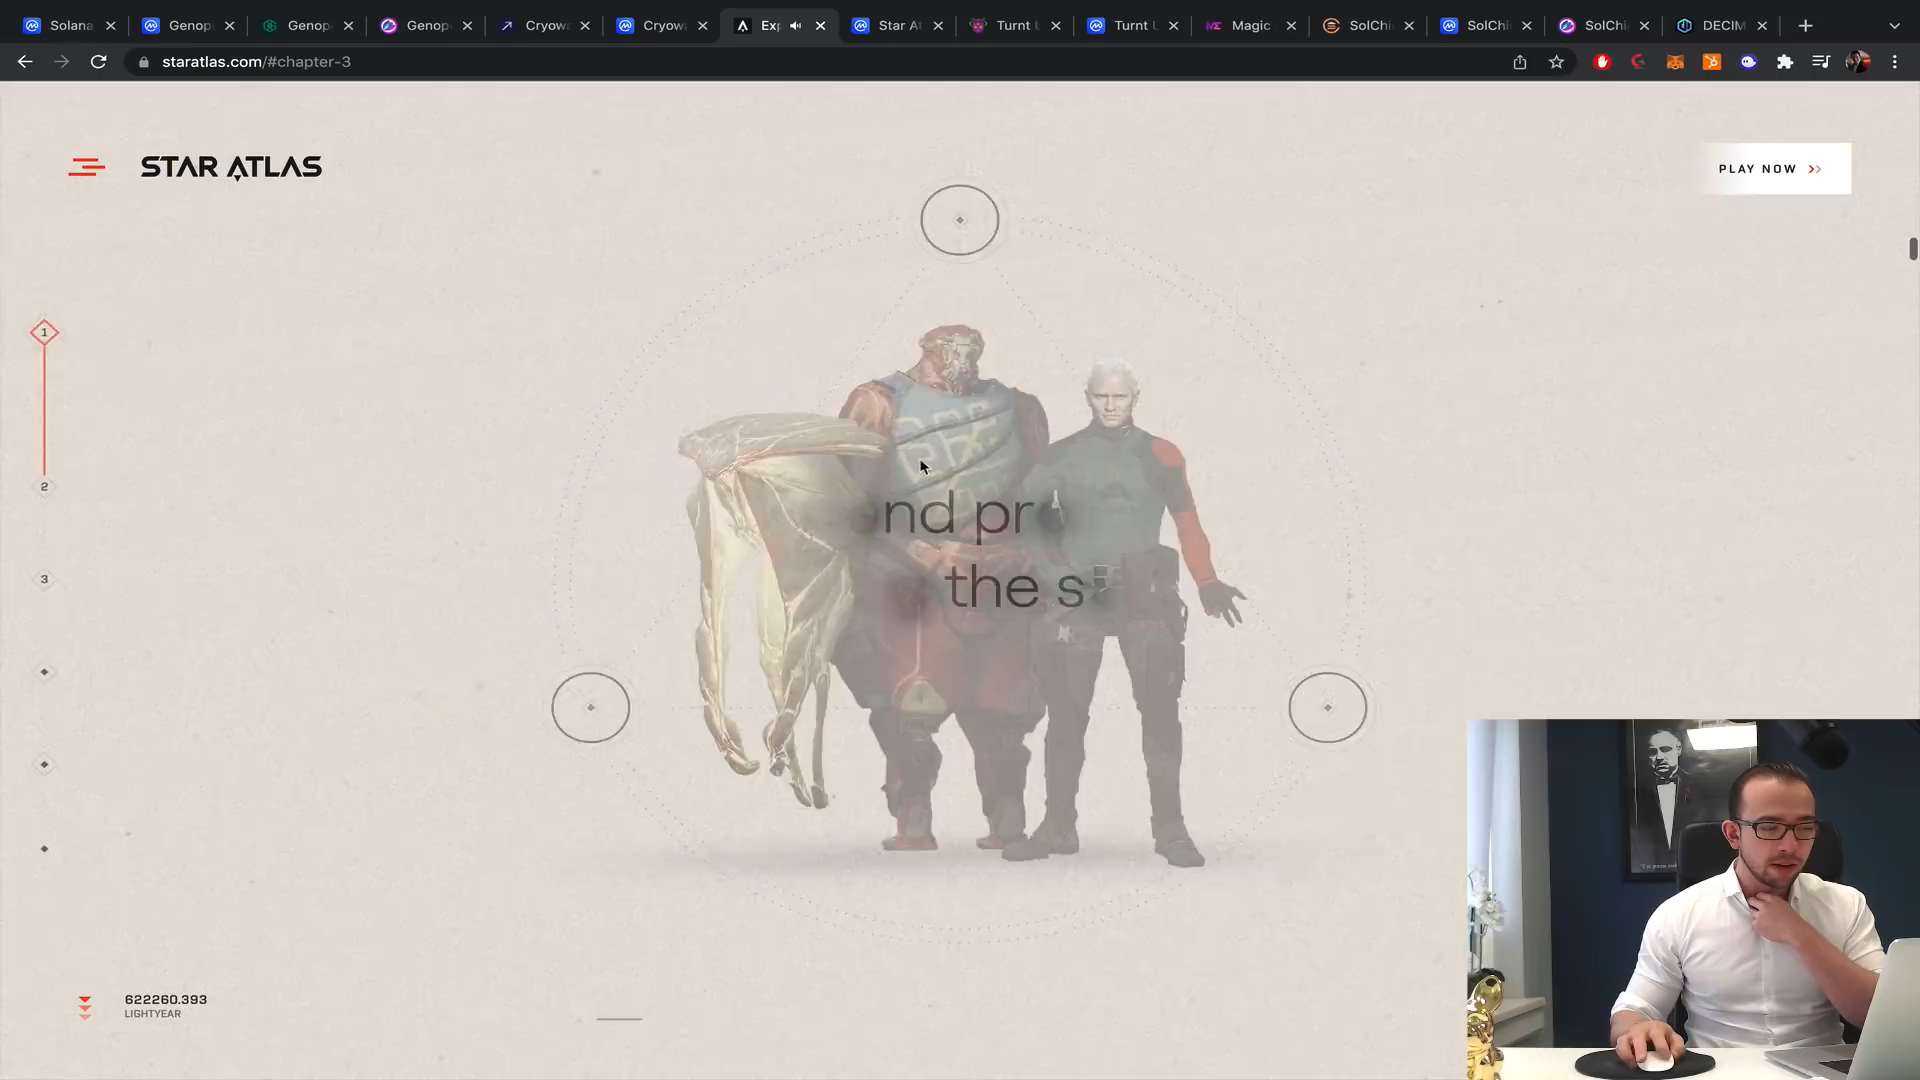 Solana
Genop
Genop
Genop
Cryow
Cryow
Exp
Star At
Turnt
Turnt
Magic
SolChi
SolChi
SolChi
DECIM
staratlas.com/#chapter-3
STAR ATLAS
PLAY NOW
1
nd pr
the s
2
3
622260.393
LIGHTYEAR